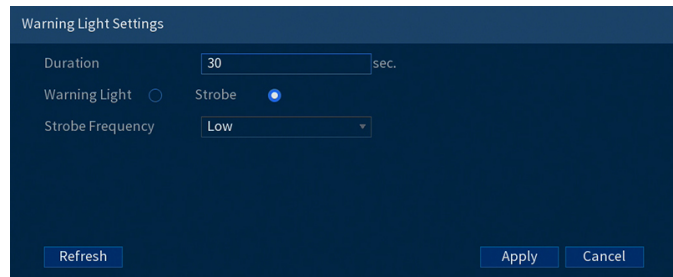 Warning Light Settings
Duration 30 sec.
Warning Light Strobe
Strobe Frequency Low
Refresh Apply Cancel